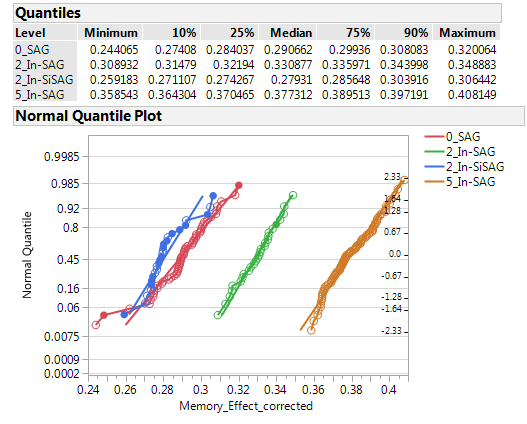 Quantiles
Level Minimum 10% 25% Median 75% 90% Maximum
0_SAG 0.244065 0.27408 0.284037 0.290662 0.29936 0.308083 0.320064
2_In-SAG 0.308932 0.31479 0.32194 0.330877 0.335971 0.343998 0.348883
2_In-SiSAG 0.259183 0.271107 0.274267 0.27931 0.285648 0.303916 0.306442
5_In-SAG 0.358543 0.364304 0.370465 0.377312 0.389513 0.397191 0.408149
Normal Quantile Plot
0_SAG
2_In-SAG
2_In-SiSAG
5_In-SAG
Normal Quantile
0.9985
0.985
0.92
0.8
0.45
0.16
0.06
0.0075
0.0009
0.0002
2.33
1.64
1.28
0.67
0.0
-0.67
-1.28
-1.64
-2.33
0.24 0.26 0.28 0.3 0.32 0.34 0.36 0.38 0.4
Memory_Effect_corrected